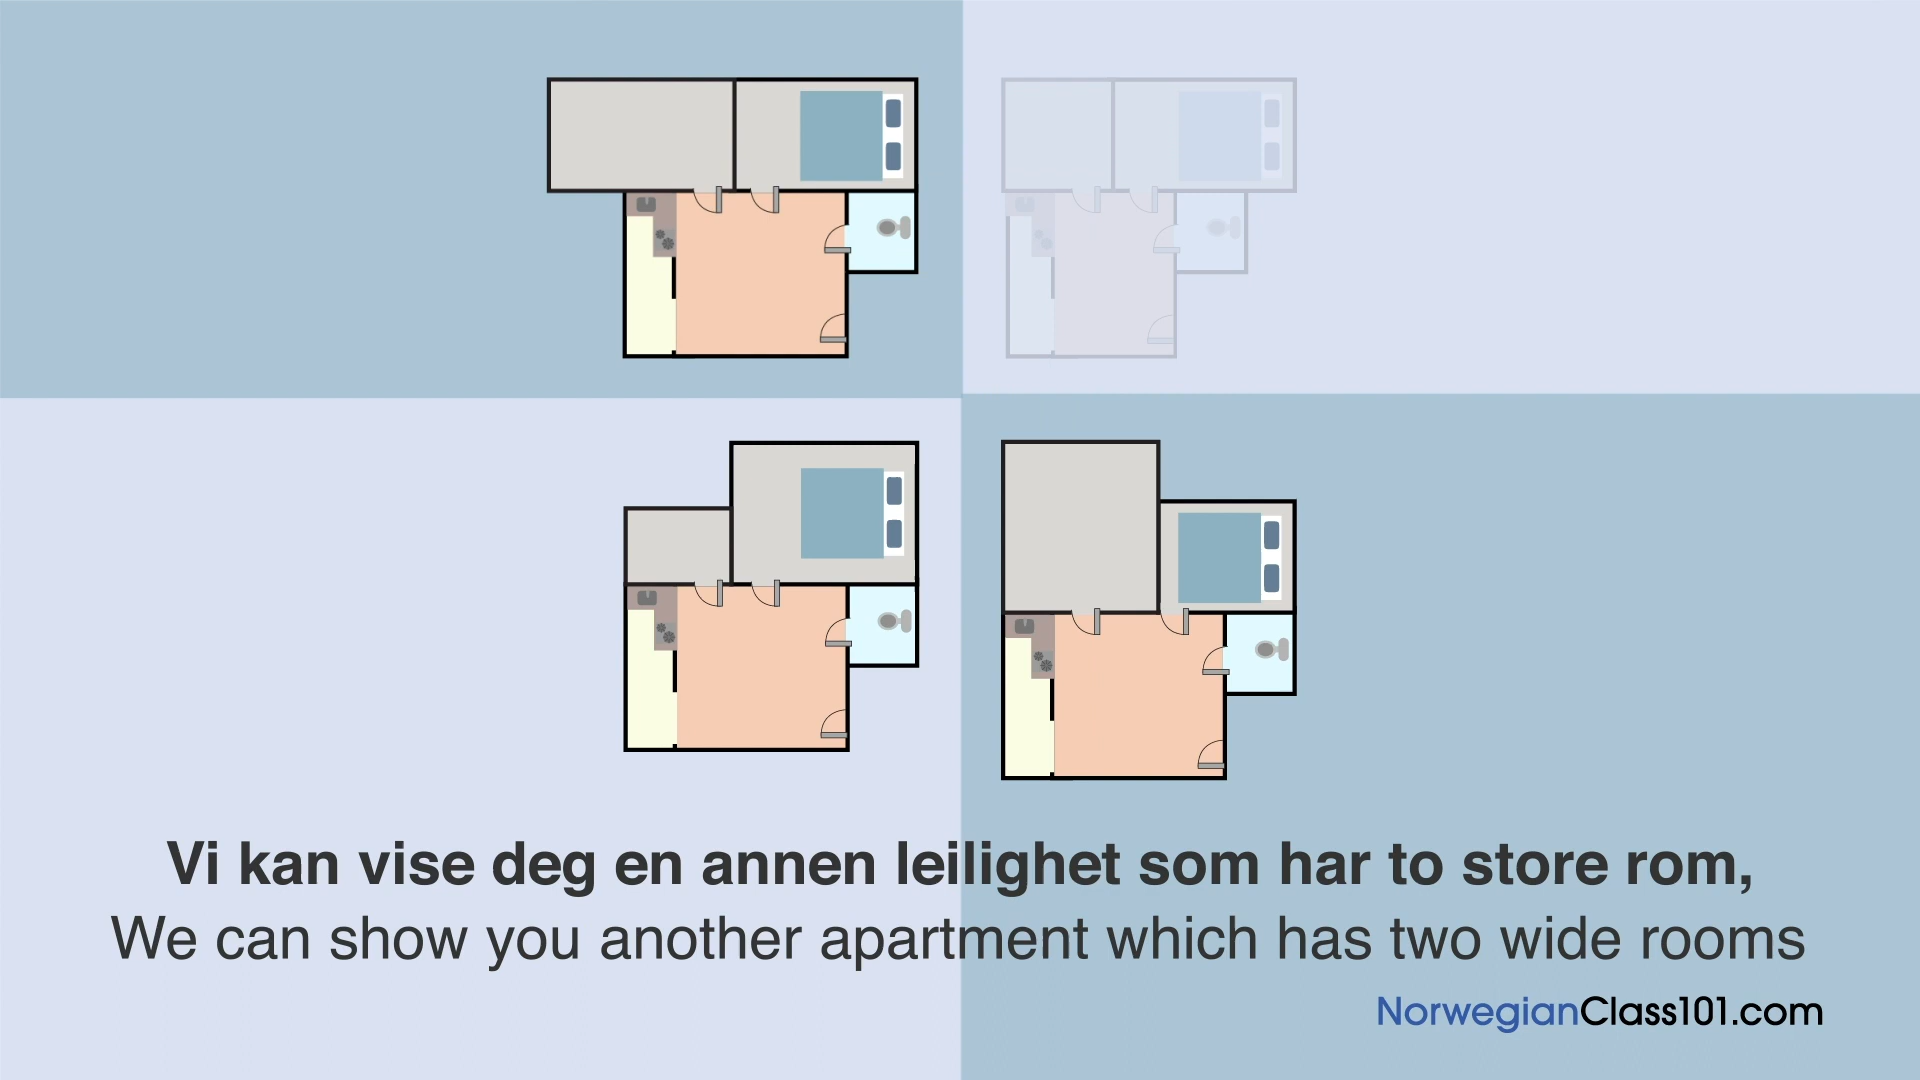 Vi kan vise deg en annen leilighet som har to store rom,
We can show you another apartment which has two wide rooms
NorwegianClass101.com